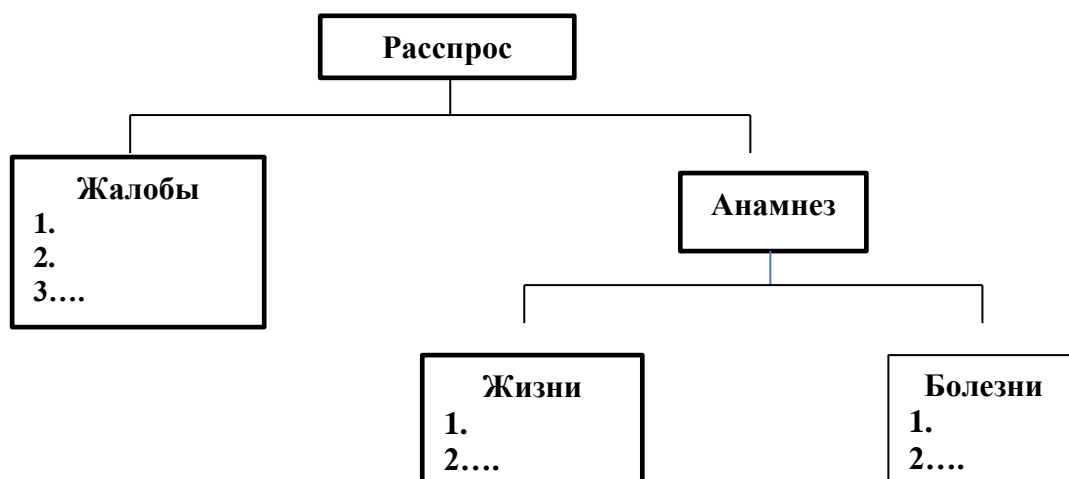 Расспрос
Жалобы
1.
2.
3….
Анамнез
Жизни
1.
2….
Болезни
1.
2….